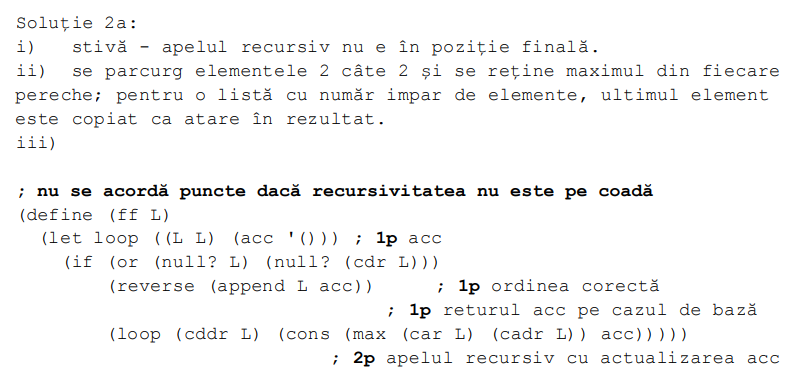 Soluție 2a:
i)   stivă - apelul recursiv nu e în poziție finală.
ii)  se parcurg elementele 2 câte 2 și se reține maximul din fiecare
pereche; pentru o listă cu număr impar de elemente, ultimul element
este copiat ca atare în rezultat.
iii)
; nu se acordă puncte dacă recursivitatea nu este pe coadă
(define (ff L)
  (let loop ((L L) (acc '())) ; 1p acc
    (if (or (null? L) (null? (cdr L)))
        (reverse (append L acc))     ; 1p ordinea corectă
                                 ; 1p returul acc pe cazul de bază
        (loop (cddr L) (cons (max (car L) (cadr L)) acc)))))
                            ; 2p apelul recursiv cu actualizarea acc